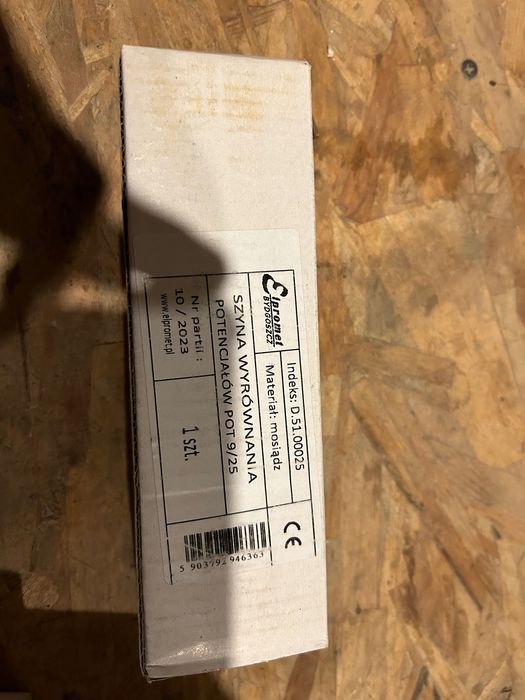 Elpromet
BYDGOSZCZ
Indeks: D.51.00025
Materiał: mosiądz
SZYNA WYRÓWNANIA
POTENCJAŁÓW POT 9/25
Nr partii :
10 / 2023
www.elpromet.pl
1 szt.
CE
5 903792 946363